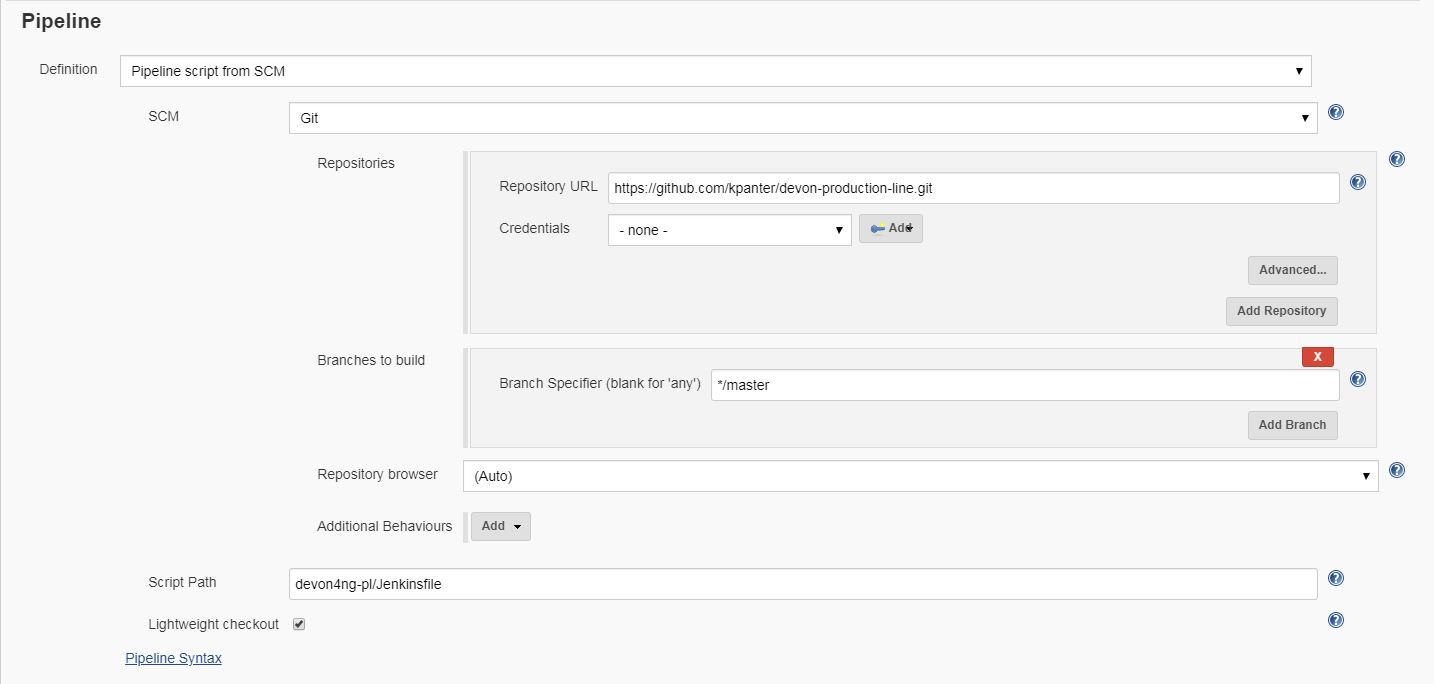 Pipeline
Definition Pipeline script from SCM
SCM Git
Repositories
Repository URL https://github.com/kpanter/devon-production-line.git
Credentials - none - Add
Advanced...
Add Repository
Branches to build X
Branch Specifier (blank for 'any') */master
Add Branch
Repository browser (Auto)
Additional Behaviours Add
Script Path devon4ng-pl/Jenkinsfile
Lightweight checkout
Pipeline Syntax